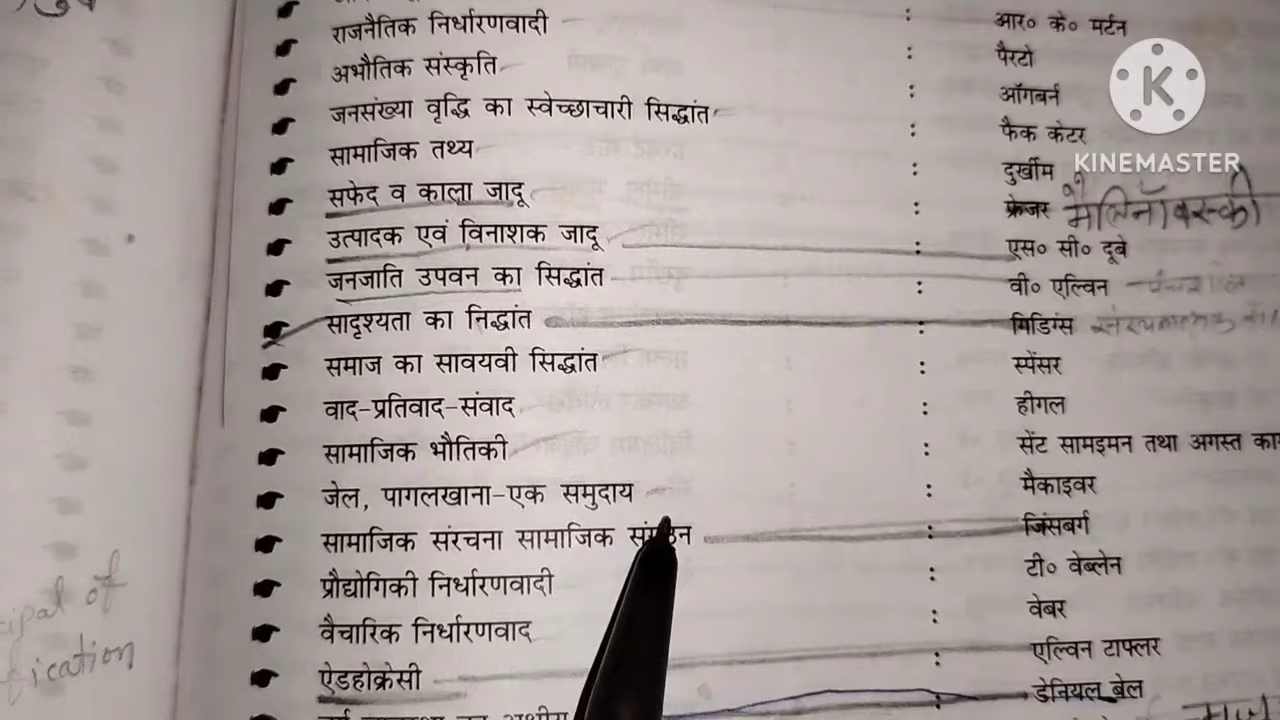 राजनैतिक निर्धारणवादी : आर० के० मर्टन
अभौतिक संस्कृति : पैरटो
जनसंख्या वृद्धि का स्वेच्छाचारी सिद्धांत : ऑगबर्न
सामाजिक तथ्य : फैक केटर
सफेद व काला जादू : दुर्खीम
उत्पादक एवं विनाशक जादू : फ्रेजर मैलिनॉवस्की
जनजाति उपवन का सिद्धांत : एस० सी० दूबे
सादृश्यता का सिद्धांत : वी० एल्विन
समाज का सावयवी सिद्धांत : गिडिंग्स
वाद-प्रतिवाद-संवाद : स्पेंसर
सामाजिक भौतिकी : हीगल
जेल, पागलखाना-एक समुदाय : सेंट सामइमन तथा अगस्त
सामाजिक संरचना सामाजिक : मैकाइवर
प्रौद्योगिकी निर्धारणवादी : जिंसबर्ग
वैचारिक निर्धारणवाद : टी० वेब्लेन
ऐडहोक्रेसी : वेबर
एल्विन टाफ्लर
डेनियल बेल
of
KINEMASTER